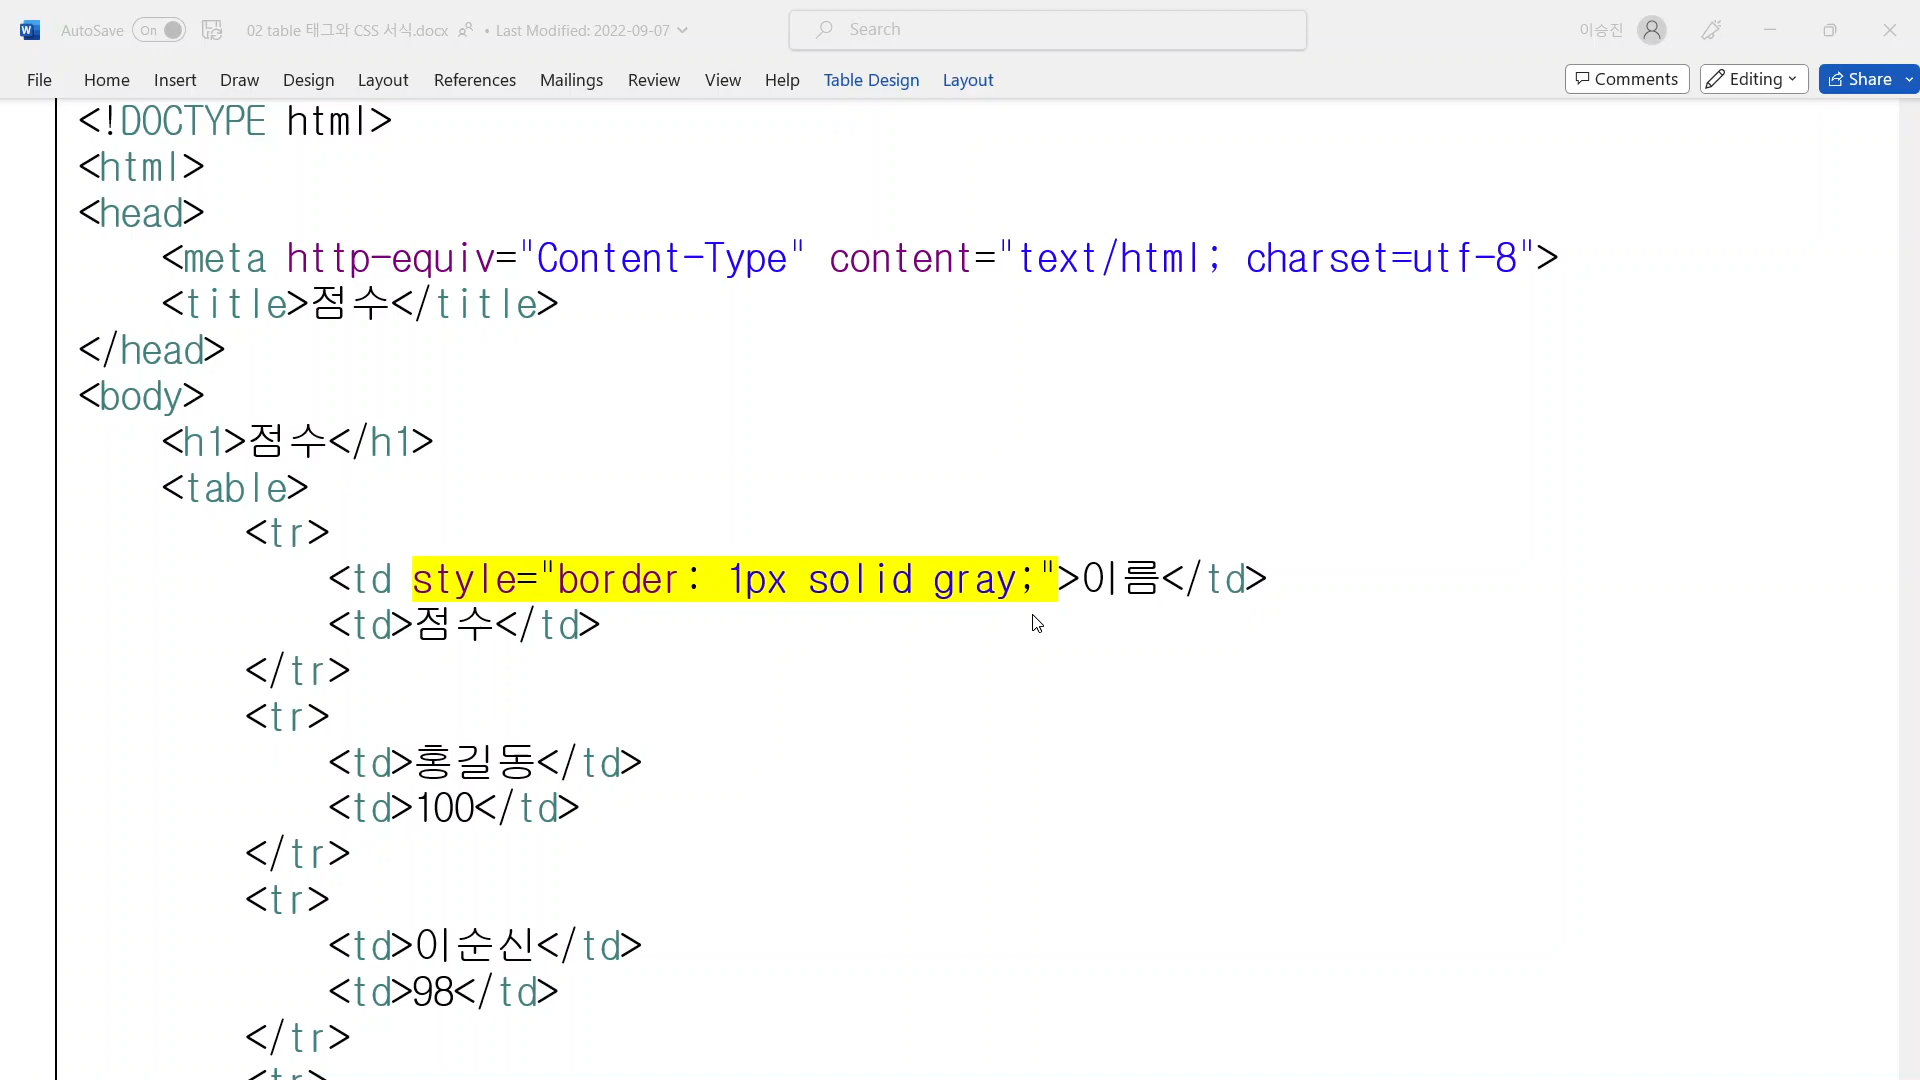 AutoSave On 02 table 태그와 CSS 서식.docx • Last Modified: 2022-09-07 Search 이승진
File Home Insert Draw Design Layout References Mailings Review View Help Table Design Layout Comments Editing Share
<!DOCTYPE html>
<html>
<head>
<meta http-equiv="Content-Type" content="text/html; charset=utf-8">
<title>점수</title>
</head>
<body>
<h1>점수</h1>
<table>
<tr>
<td style="border: 1px solid gray;">이름</td>
<td>점수</td>
</tr>
<tr>
<td>홍길동</td>
<td>100</td>
</tr>
<tr>
<td>이순신</td>
<td>98</td>
</tr>
<tr>